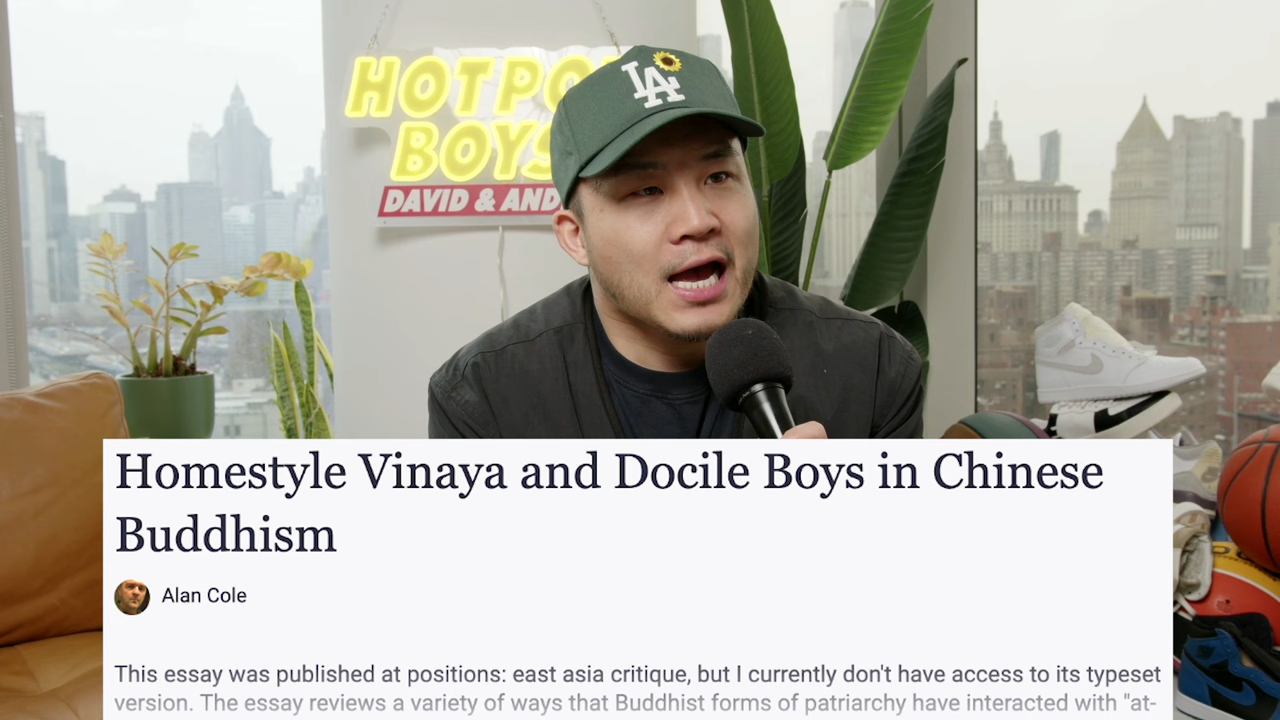 HOTPO
BOYS
DAVID & AND
LA
Homestyle Vinaya and Docile Boys in Chinese
Buddhism
Alan Cole
This essay was published at positions: east asia critique, but I currently don't have access to its typeset
version. The essay reviews a variety of ways that Buddhist forms of patriarchy have interacted with "at-